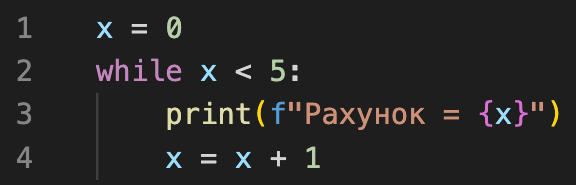 1 x = 0
2 while x < 5:
3     print(f"Рахунок = {x}")
4     x = x + 1